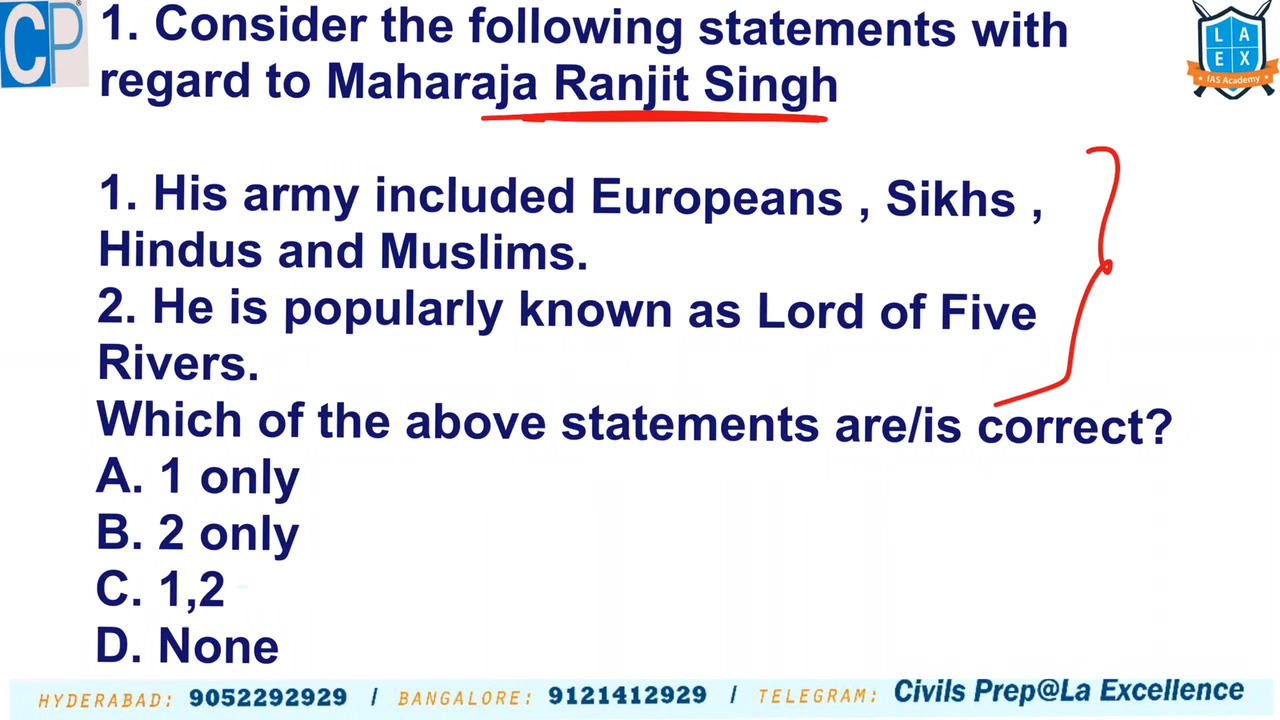 CP
L A
E X
IAS Academy
1. Consider the following statements with
regard to Maharaja Ranjit Singh
1. His army included Europeans , Sikhs ,
Hindus and Muslims.
2. He is popularly known as Lord of Five
Rivers.
Which of the above statements are/is correct?
A. 1 only
B. 2 only
C. 1,2
D. None
HYDERABAD: 9052292929 / BANGALORE: 9121412929 / TELEGRAM: Civils Prep@La Excellence